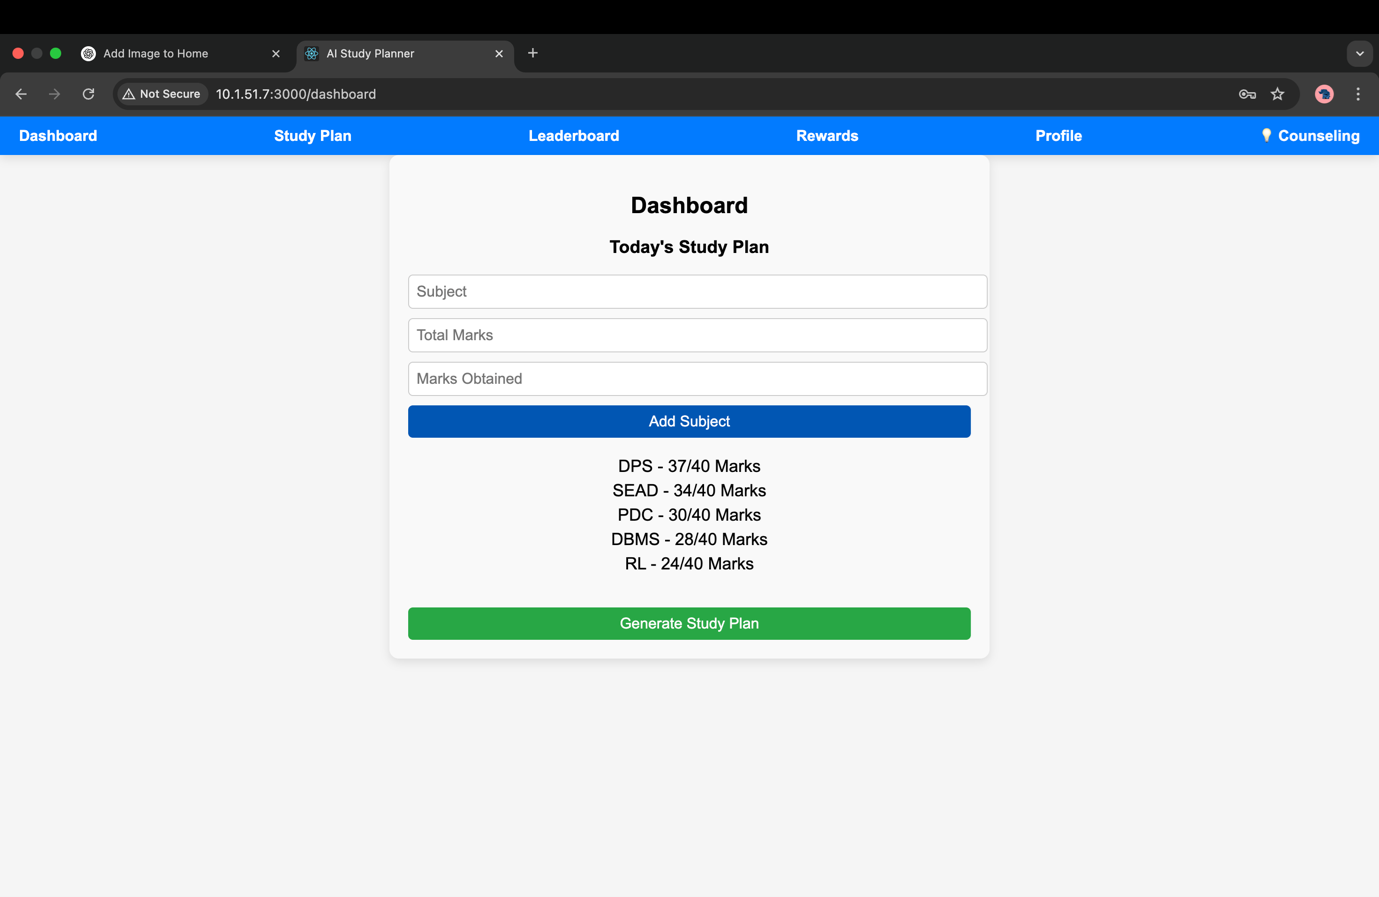 Add Image to Home
AI Study Planner
Not Secure
10.1.51.7:3000/dashboard
Dashboard
Study Plan
Leaderboard
Rewards
Profile
💡 Counseling
Dashboard
Today's Study Plan
Subject
Total Marks
Marks Obtained
Add Subject
DPS - 37/40 Marks
SEAD - 34/40 Marks
PDC - 30/40 Marks
DBMS - 28/40 Marks
RL - 24/40 Marks
Generate Study Plan